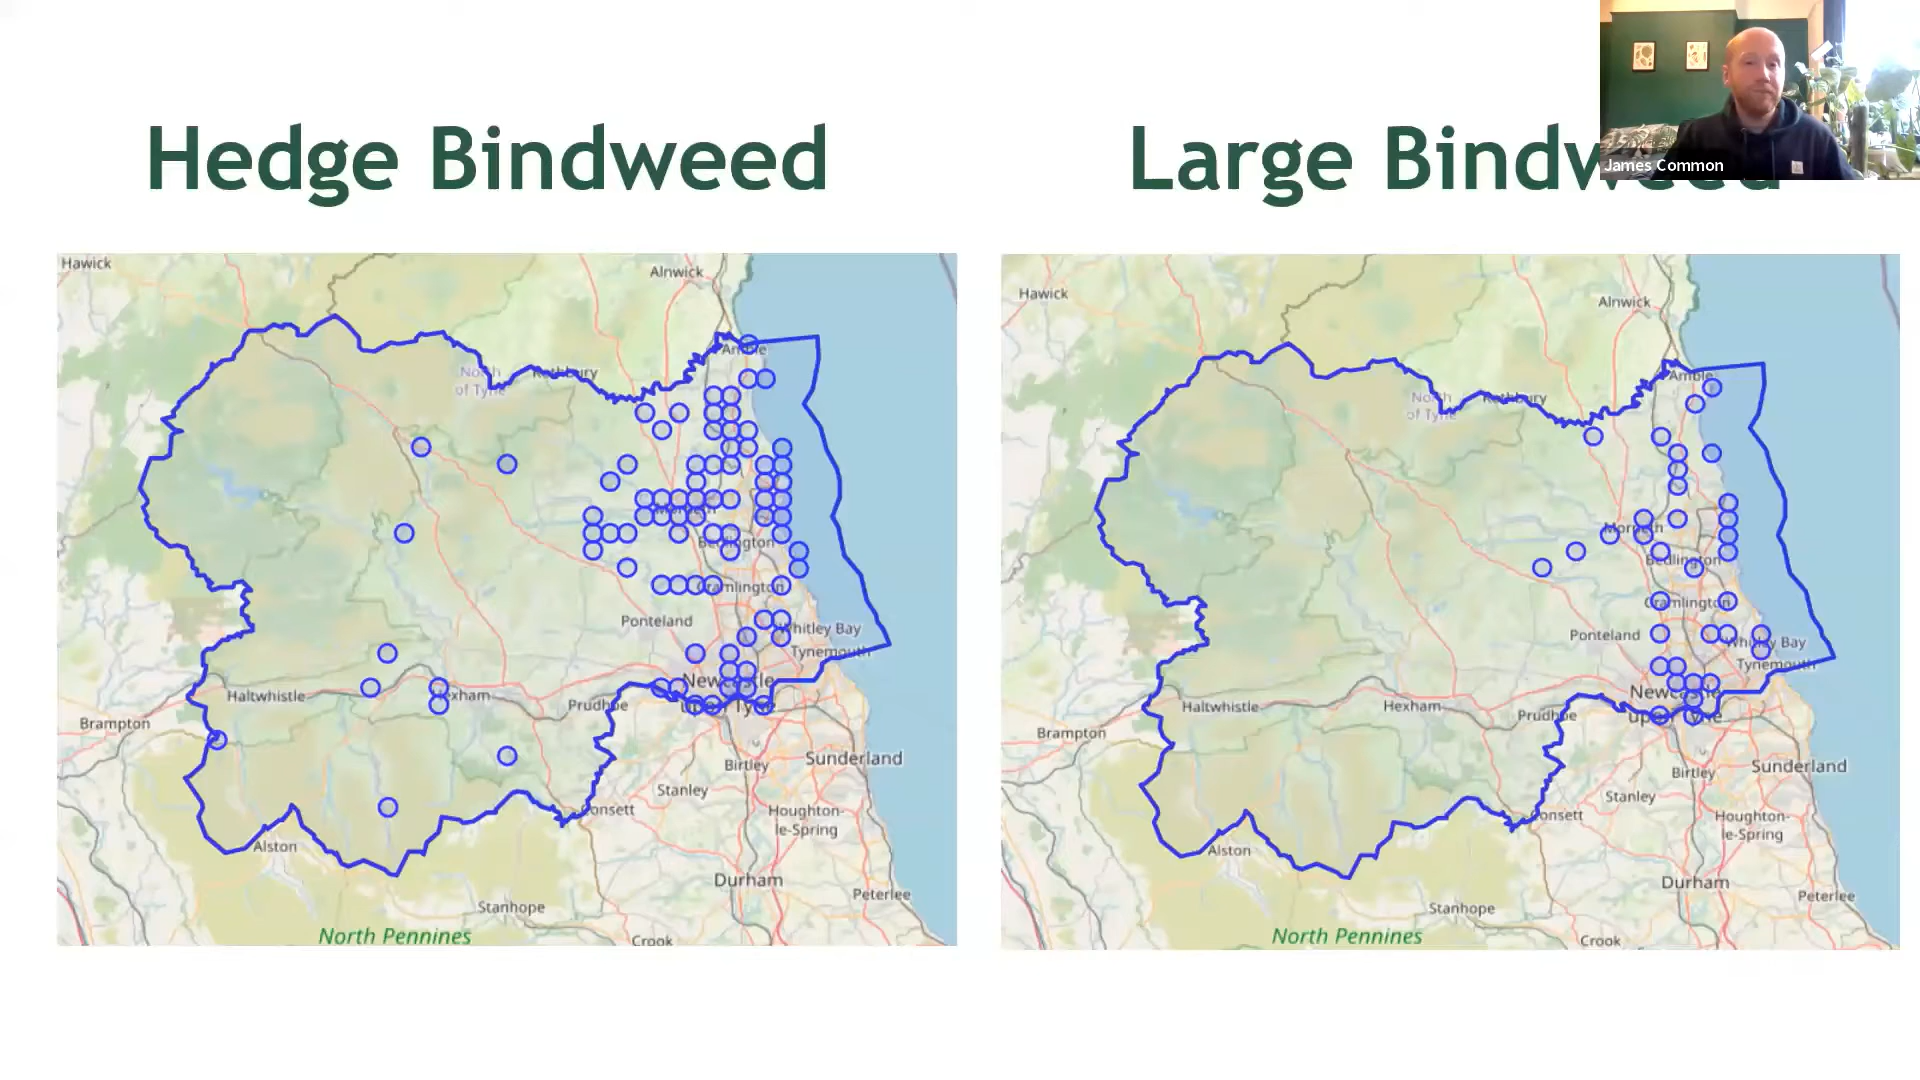 Hedge Bindweed
Large Bindweed
James Common
Hawick
Alnwick
Amble
North
of Tyne
Rothbury
Morpeth
Bedlington
Cramlington
Ponteland
Whitley Bay
Tynemouth
Haltwhistle
Hexham
Newcastle
upon Tyne
Prudhoe
Brampton
Sunderland
Birtley
Stanley
Consett
Houghton-
le-Spring
Alston
Durham
Peterlee
Stanhope
North Pennines
Crook
Hawick
Alnwick
Amble
North
of Tyne
Rothbury
Morpeth
Bedlington
Cramlington
Ponteland
Whitley Bay
Tynemouth
Newcastle
upon Tyne
Haltwhistle
Hexham
Prudhoe
Brampton
Sunderland
Birtley
Stanley
Consett
Houghton-
le-Spring
Alston
Durham
Peterlee
Stanhope
North Pennines
Crook